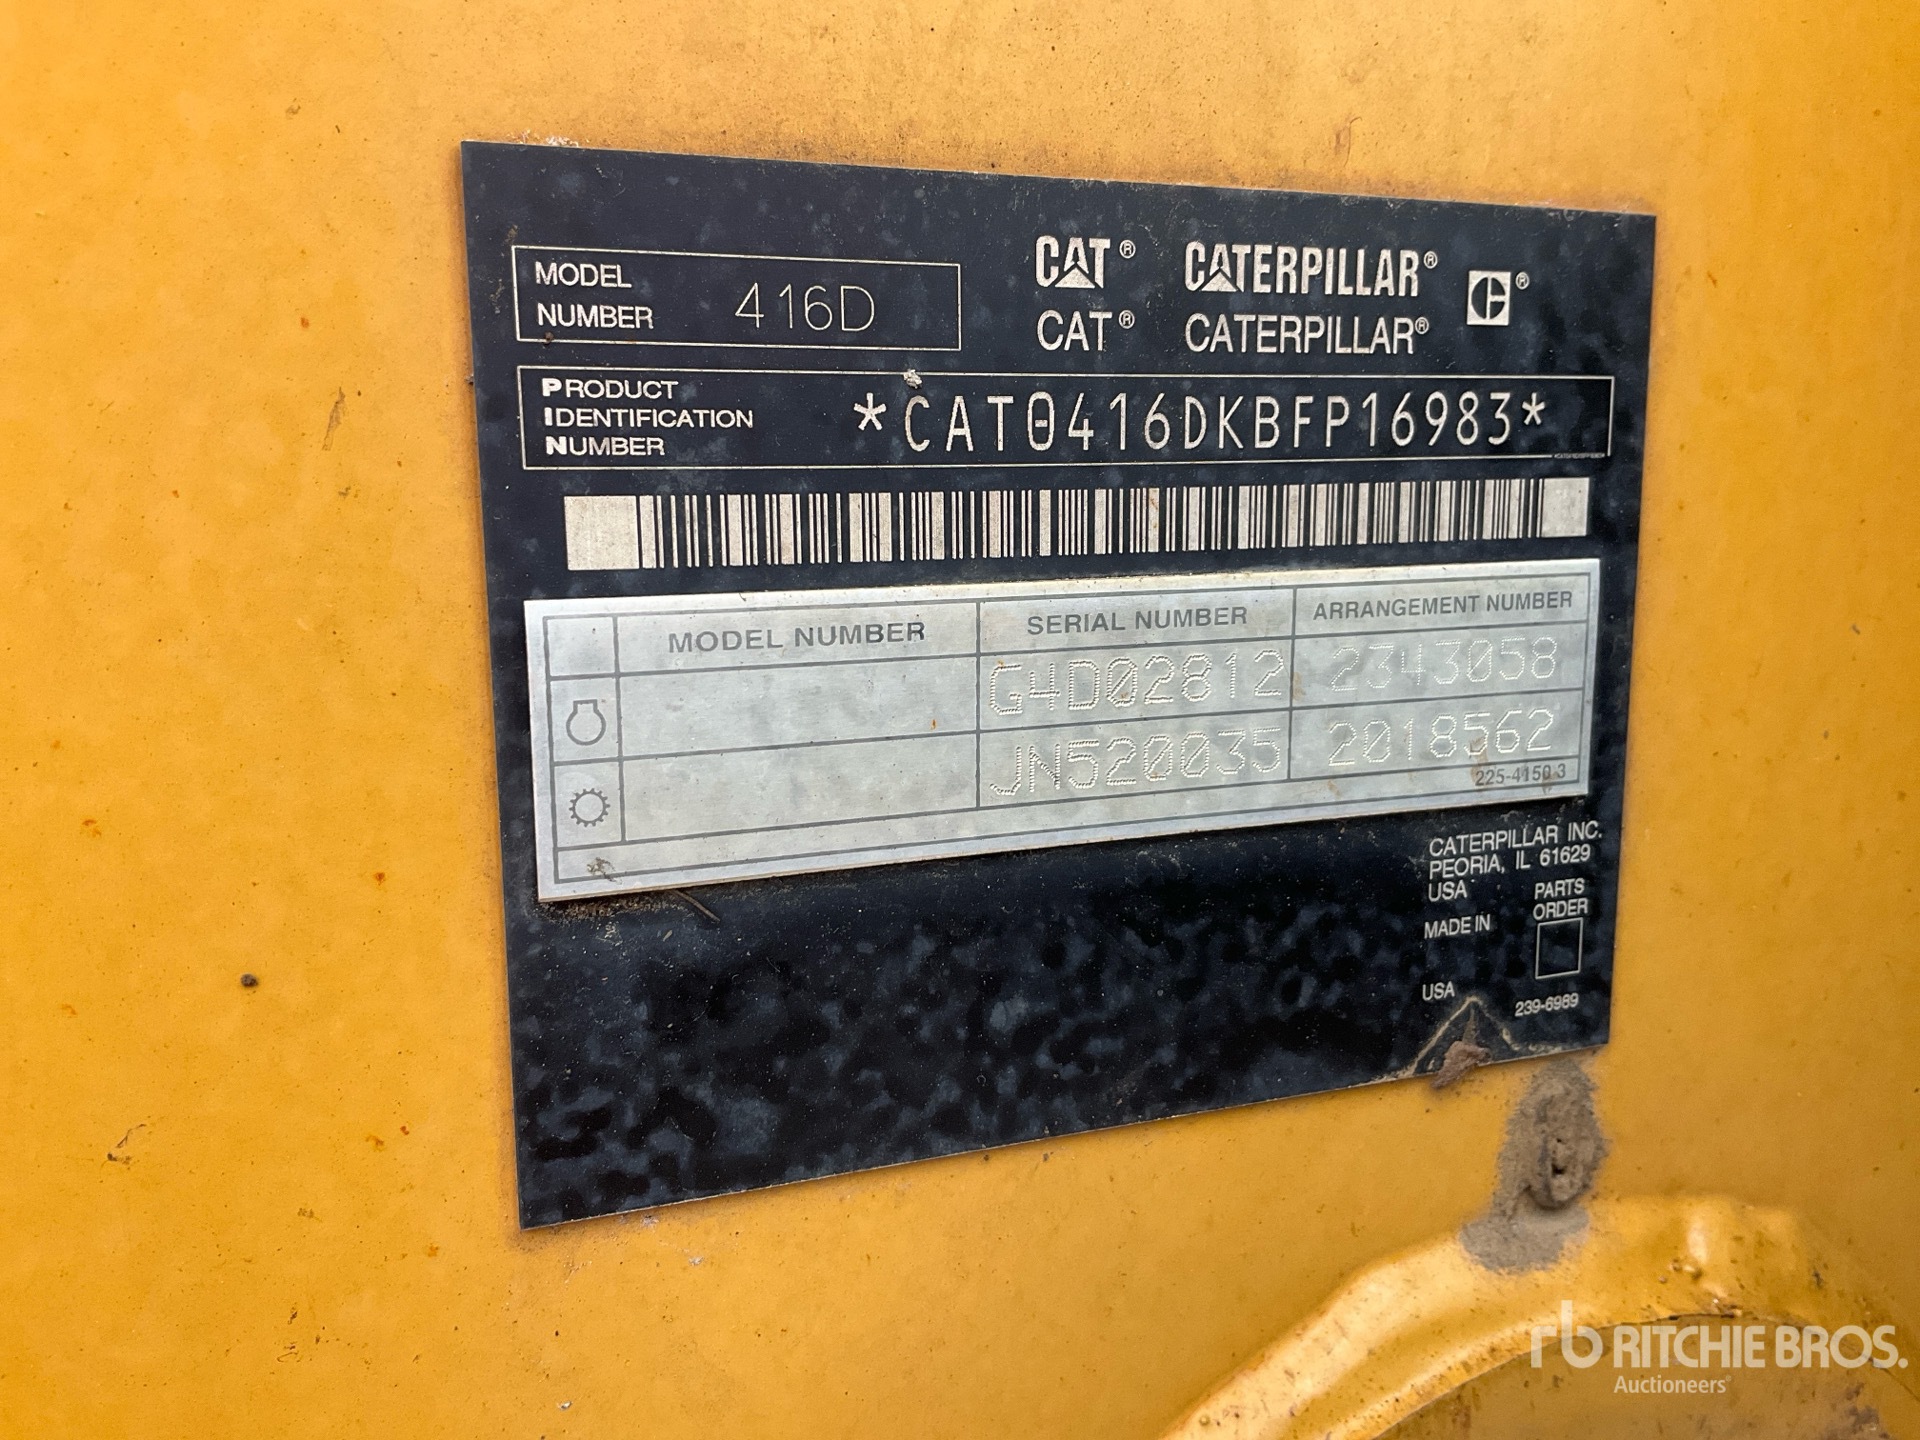 MODEL NUMBER 416D
CAT® CATERPILLAR® ®
CAT® CATERPILLAR®
PRODUCT
IDENTIFICATION
NUMBER
*CAT0416DKBFP16983*
MODEL NUMBER SERIAL NUMBER ARRANGEMENT NUMBER
G4D02812 2343058
JN520035 2018562
225-4150 3
CATERPILLAR INC.
PEORIA, IL 61629
USA
PARTS
ORDER
MADE IN
USA
239-6989
rb RITCHIE BROS.
Auctioneers